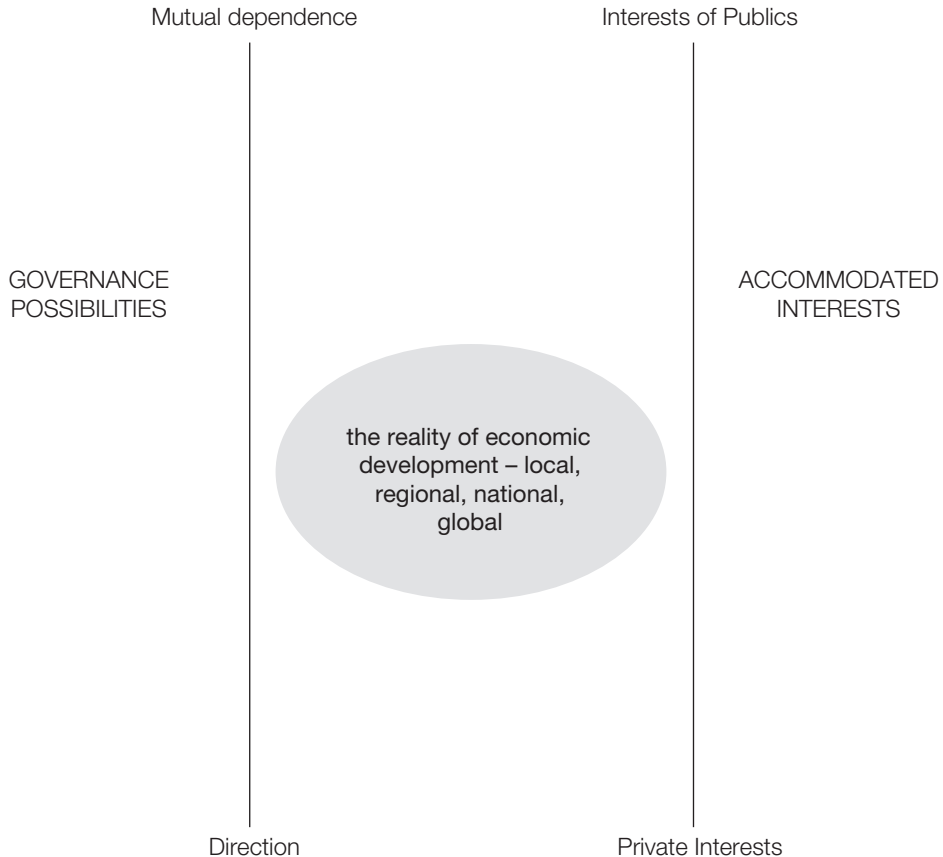 Mutual dependence
Interests of Publics
GOVERNANCE
POSSIBILITIES
ACCOMMODATED
INTERESTS
the reality of economic
development – local,
regional, national,
global
Direction
Private Interests